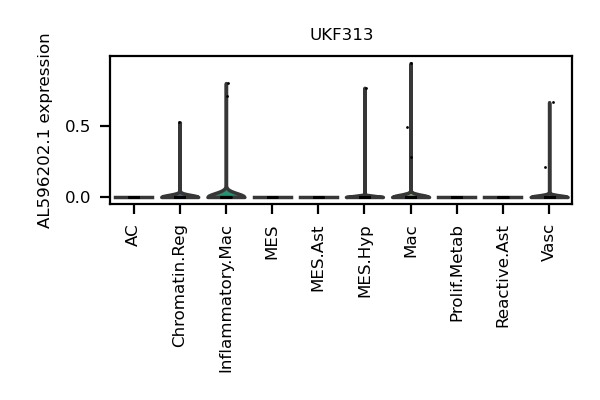 UKF313
AL596202.1 expression
0.5
0.0
AC
Chromatin.Reg
Inflammatory.Mac
MES
MES.Ast
MES.Hyp
Mac
Prolif.Metab
Reactive.Ast
Vasc